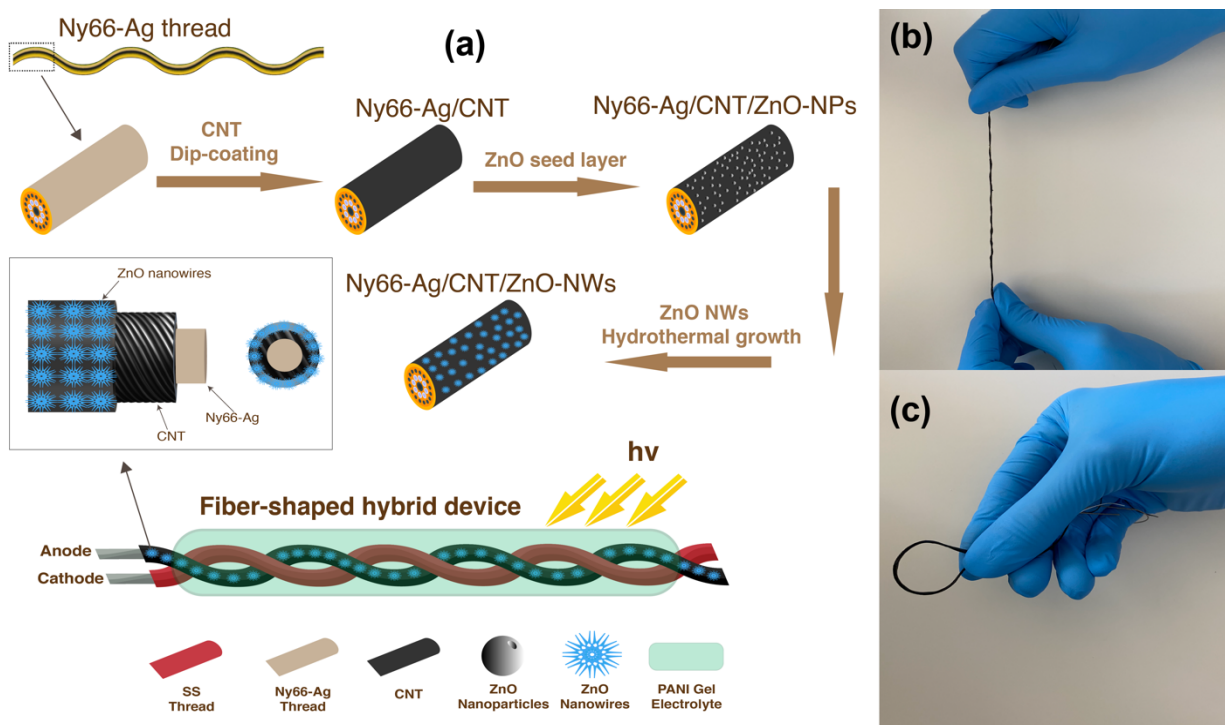 Ny66-Ag thread
(a)
(b)
CNT
Dip-coating
Ny66-Ag/CNT
ZnO seed layer
Ny66-Ag/CNT/ZnO-NPs
ZnO nanowires
Ny66-Ag
CNT
Ny66-Ag/CNT/ZnO-NWs
ZnO NWs
Hydrothermal growth
(c)
hv
Fiber-shaped hybrid device
Anode
Cathode
SS
Thread
Ny66-Ag
Thread
CNT
ZnO
Nanoparticles
ZnO
Nanowires
PANI Gel
Electrolyte